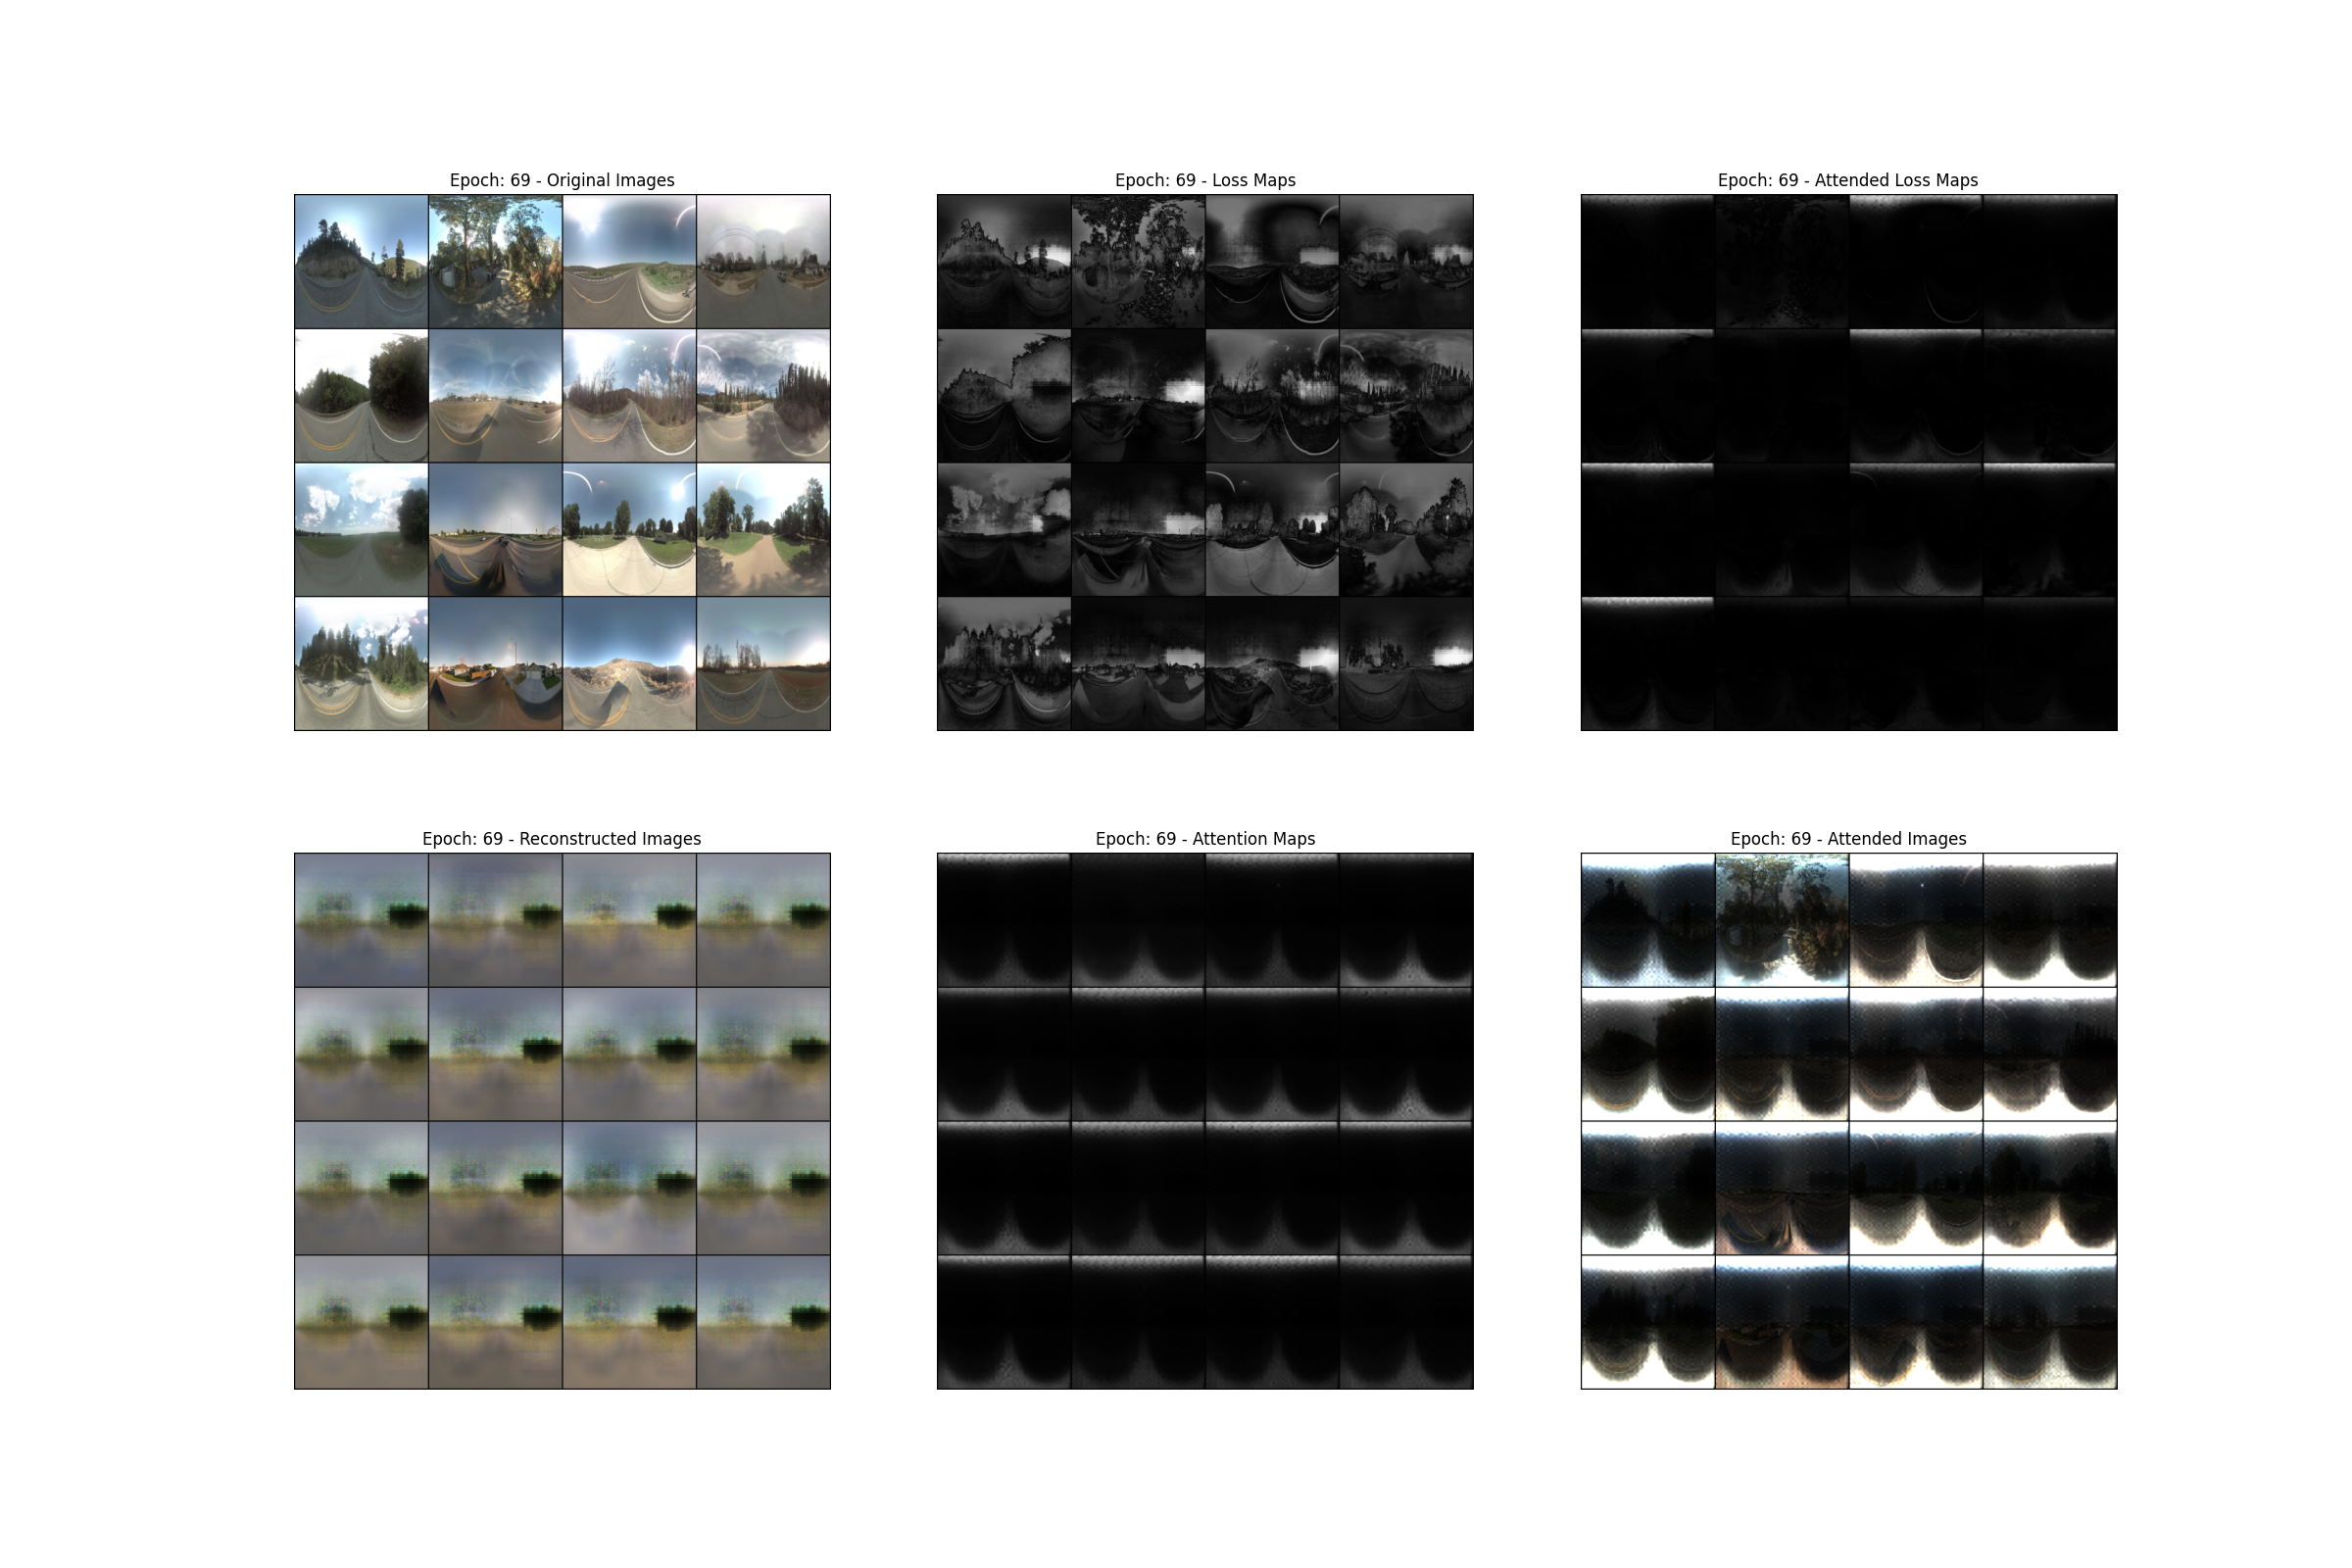 Epoch: 69 - Original Images
Epoch: 69 - Loss Maps
Epoch: 69 - Attended Loss Maps
Epoch: 69 - Reconstructed Images
Epoch: 69 - Attention Maps
Epoch: 69 - Attended Images